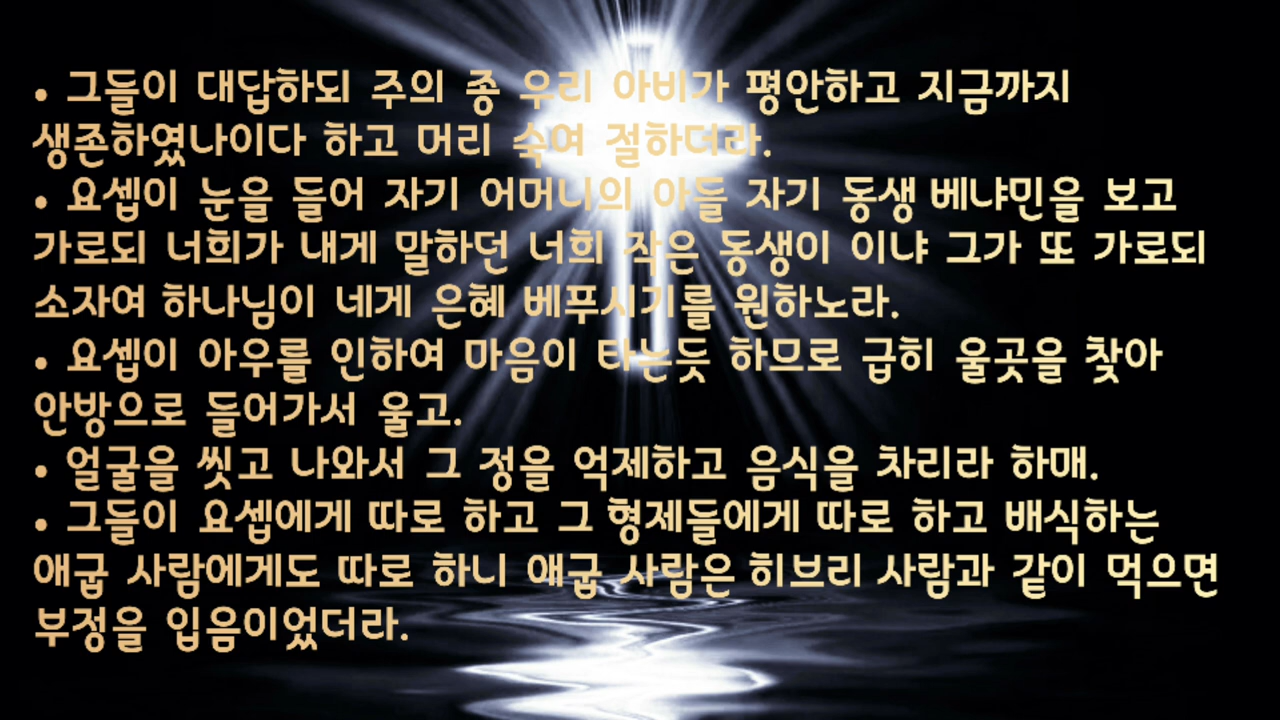 • 그들이 대답하되 주의 종 우리 아비가 평안하고 지금까지
생존하였나이다 하고 머리 숙여 절하더라.
• 요셉이 눈을 들어 자기 어머니의 아들 자기 동생 베냐민을 보고
가로되 너희가 내게 말하던 너희 작은 동생이 이냐 그가 또 가로되
소자여 하나님이 네게 은혜 베푸시기를 원하노라.
• 요셉이 아우를 인하여 마음이 타는듯 하므로 급히 울곳을 찾아
안방으로 들어가서 울고.
• 얼굴을 씻고 나와서 그 정을 억제하고 음식을 차리라 하매.
• 그들이 요셉에게 따로 하고 그 형제들에게 따로 하고 배식하는
애굽 사람에게도 따로 하니 애굽 사람은 히브리 사람과 같이 먹으면
부정을 입음이었더라.